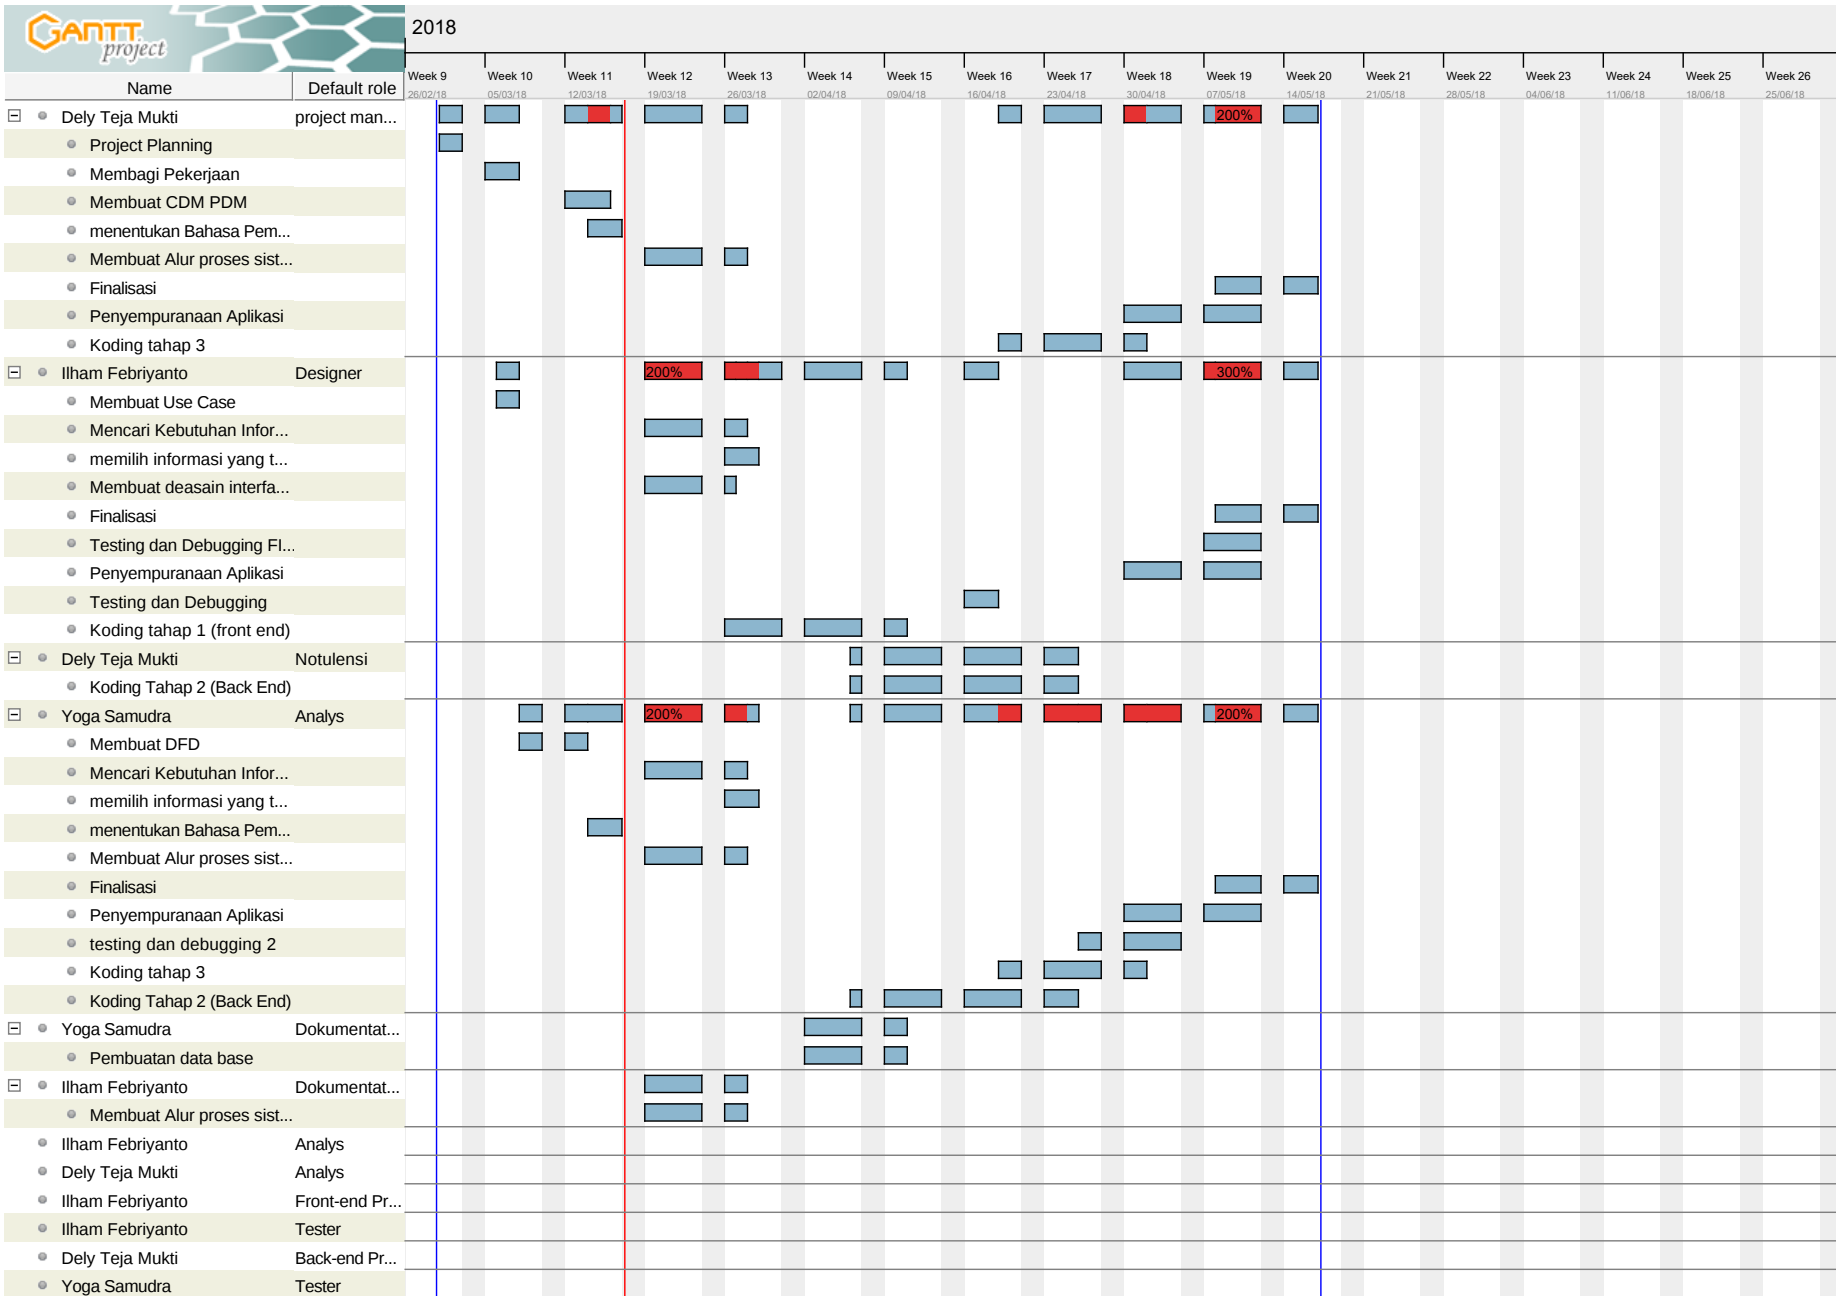 GANTT
project
2018
Name Default role
Week 9 Week 10 Week 11 Week 12 Week 13 Week 14 Week 15 Week 16 Week 17 Week 18 Week 19 Week 20 Week 21 Week 22 Week 23 Week 24 Week 25 Week 26
26/02/18 05/03/18 12/03/18 19/03/18 26/03/18 02/04/18 09/04/18 16/04/18 23/04/18 30/04/18 07/05/18 14/05/18 21/05/18 28/05/18 04/06/18 11/06/18 18/06/18 25/06/18
Dely Teja Mukti project man... 200%
Project Planning
Membagi Pekerjaan
Membuat CDM PDM
menentukan Bahasa Pem...
Membuat Alur proses sist...
Finalisasi
Penyempuranaan Aplikasi
Koding tahap 3
Ilham Febriyanto Designer 200% 300%
Membuat Use Case
Mencari Kebutuhan Infor...
memilih informasi yang t...
Membuat deasain interfa...
Finalisasi
Testing dan Debugging FI...
Penyempuranaan Aplikasi
Testing dan Debugging
Koding tahap 1 (front end)
Dely Teja Mukti Notulensi
Koding Tahap 2 (Back End)
Yoga Samudra Analys 200% 200%
Membuat DFD
Mencari Kebutuhan Infor...
memilih informasi yang t...
menentukan Bahasa Pem...
Membuat Alur proses sist...
Finalisasi
Penyempuranaan Aplikasi
testing dan debugging 2
Koding tahap 3
Koding Tahap 2 (Back End)
Yoga Samudra Dokumentat...
Pembuatan data base
Ilham Febriyanto Dokumentat...
Membuat Alur proses sist...
Ilham Febriyanto Analys
Dely Teja Mukti Analys
Ilham Febriyanto Front-end Pr...
Ilham Febriyanto Tester
Dely Teja Mukti Back-end Pr...
Yoga Samudra Tester